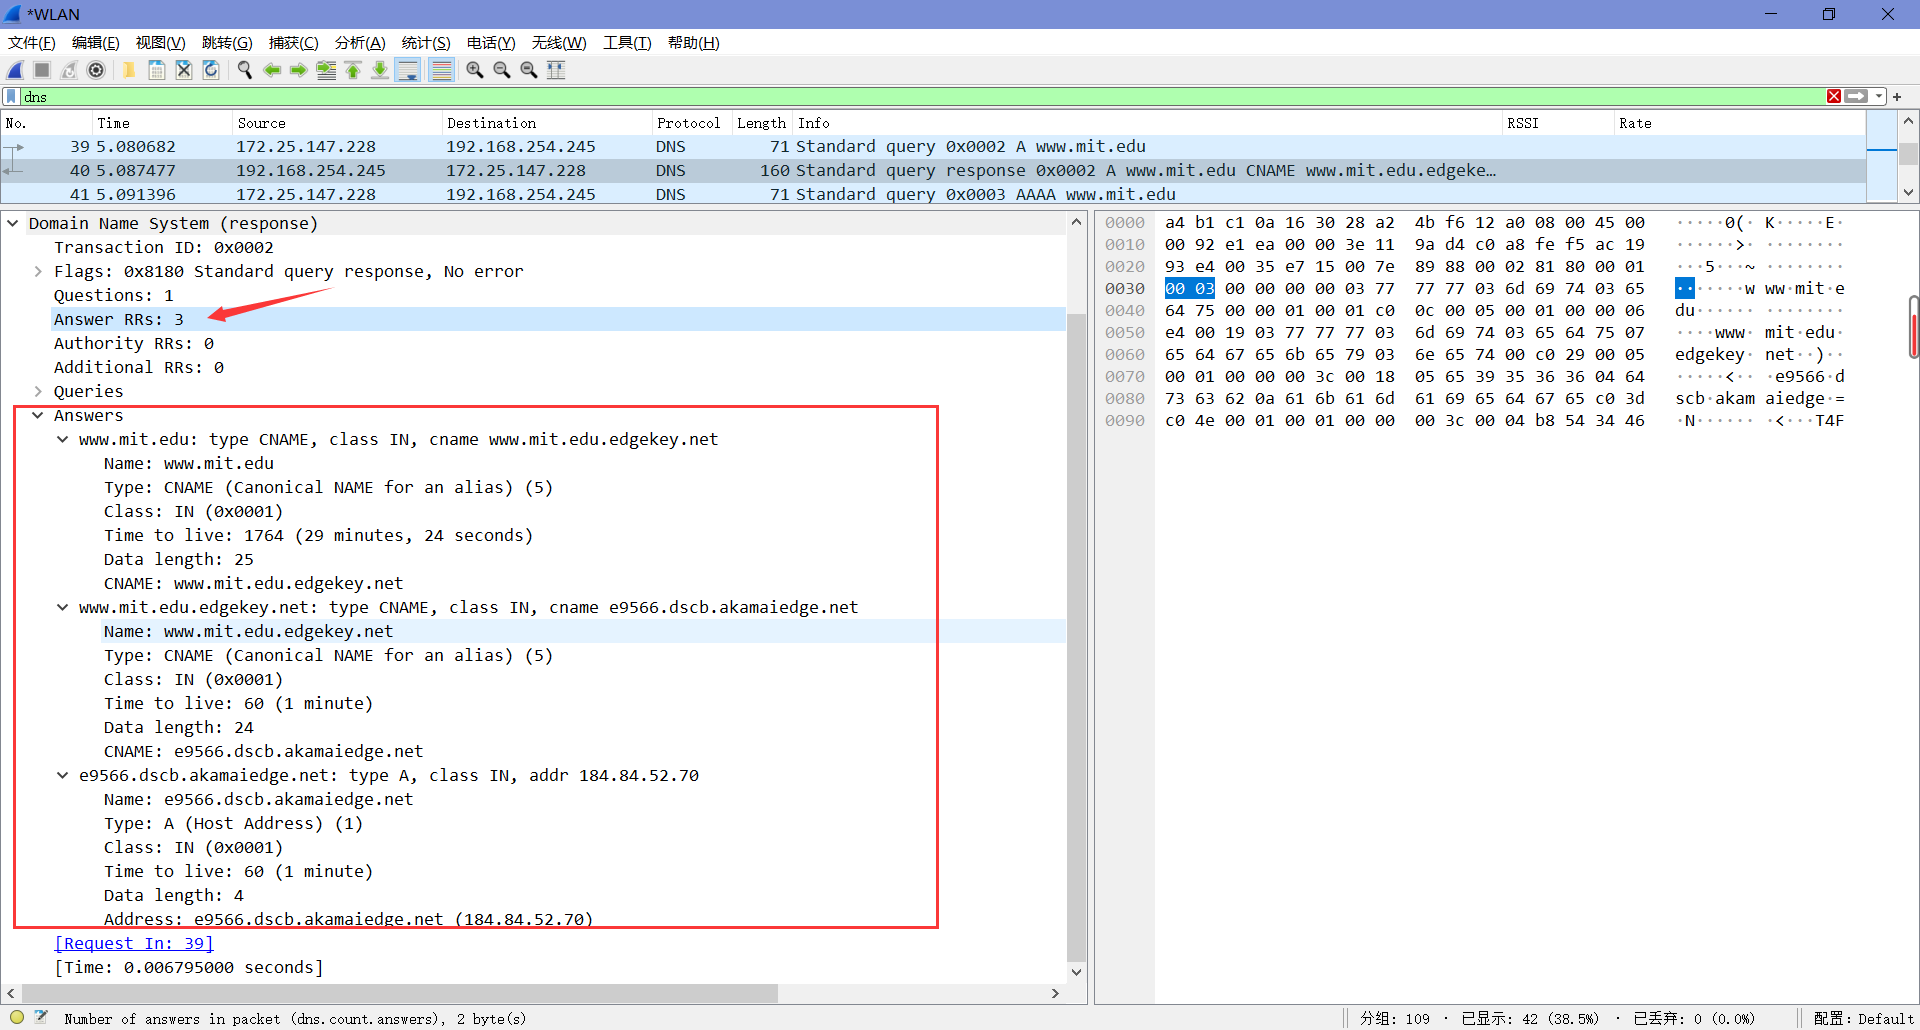 *WLAN
文件(F) 编辑(E) 视图(V) 跳转(G) 捕获(C) 分析(A) 统计(S) 电话(Y) 无线(W) 工具(T) 帮助(H)
dns
No. Time Source Destination Protocol Length Info RSSI Rate
39 5.080682 172.25.147.228 192.168.254.245 DNS 71 Standard query 0x0002 A www.mit.edu
40 5.087477 192.168.254.245 172.25.147.228 DNS 160 Standard query response 0x0002 A www.mit.edu CNAME www.mit.edu.edgeke…
41 5.091396 172.25.147.228 192.168.254.245 DNS 71 Standard query 0x0003 AAAA www.mit.edu
Domain Name System (response)
Transaction ID: 0x0002
Flags: 0x8180 Standard query response, No error
Questions: 1
Answer RRs: 3
Authority RRs: 0
Additional RRs: 0
Queries
Answers
www.mit.edu: type CNAME, class IN, cname www.mit.edu.edgekey.net
Name: www.mit.edu
Type: CNAME (Canonical NAME for an alias) (5)
Class: IN (0x0001)
Time to live: 1764 (29 minutes, 24 seconds)
Data length: 25
CNAME: www.mit.edu.edgekey.net
www.mit.edu.edgekey.net: type CNAME, class IN, cname e9566.dscb.akamaiedge.net
Name: www.mit.edu.edgekey.net
Type: CNAME (Canonical NAME for an alias) (5)
Class: IN (0x0001)
Time to live: 60 (1 minute)
Data length: 24
CNAME: e9566.dscb.akamaiedge.net
e9566.dscb.akamaiedge.net: type A, class IN, addr 184.84.52.70
Name: e9566.dscb.akamaiedge.net
Type: A (Host Address) (1)
Class: IN (0x0001)
Time to live: 60 (1 minute)
Data length: 4
Address: e9566.dscb.akamaiedge.net (184.84.52.70)
[Request In: 39]
[Time: 0.006795000 seconds]
0000 a4 b1 c1 0a 16 30 28 a2 4b f6 12 a0 08 00 45 00 ·····0(· K·····E·
0010 00 92 e1 ea 00 00 3e 11 9a d4 c0 a8 fe f5 ac 19 ······>· ········
0020 93 e4 00 35 e7 15 00 7e 89 88 00 02 81 80 00 01 ···5···~ ········
0030 00 03 00 00 00 00 03 77 77 77 03 6d 69 74 03 65 ·······w ww·mit·e
0040 64 75 00 00 01 00 01 c0 0c 00 05 00 01 00 00 06 du······ ········
0050 e4 00 19 03 77 77 77 03 6d 69 74 03 65 64 75 07 ····www· mit·edu·
0060 65 64 67 65 6b 65 79 03 6e 65 74 00 c0 29 00 05 edgekey· net··)··
0070 00 01 00 00 00 3c 00 18 05 65 39 35 36 36 04 64 ·····<·· ·e9566·d
0080 73 63 62 0a 61 6b 61 6d 61 69 65 64 67 65 c0 3d scb·akam aiedge·=
0090 c0 4e 00 01 00 01 00 00 00 3c 00 04 b8 54 34 46 ·N······ ·<···T4F
Number of answers in packet (dns.count.answers), 2 byte(s) 分组: 109 · 已显示: 42 (38.5%) · 已丢弃: 0 (0.0%) 配置: Default